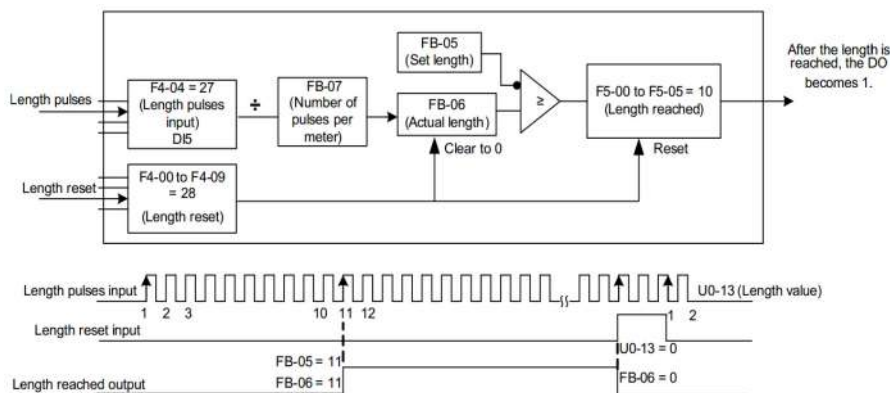 FB-05
(Set length)
After the length is
reached, the DO
becomes 1.
F4-04 = 27
(Length pulses
input)
DI5
÷
FB-07
(Number of
pulses per
meter
FB-06
(Actual length)
≥
F5-00 to F5-05 = 10
(Length reached)
Length pulses
Clear to 0
Reset
Length reset
F4-00 to F4-09
= 28
(Length reset)
Length pulses input
U0-13 (Length value)
1 2 3 10 11 12 1 2
Length reset input
U0-13 = 0
FB-05 = 11
FB-06 = 11
FB-06 = 0
Length reached output